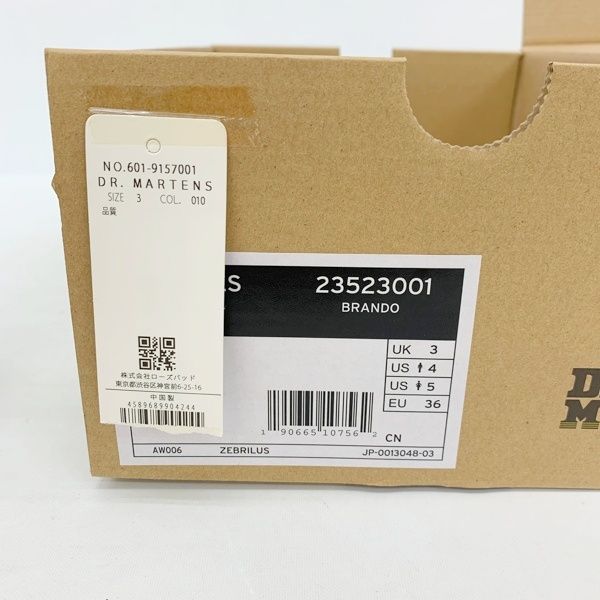 NO.601-9157001
DR. MARTENS
SIZE 3 COL. 010
品質
株式会社ローズバッド
東京都渋谷区神宮前6-25-16
中国製
4589689904244
23523001
BRANDO
UK 3
US 4
US 5
EU 36
1 90665 10756 2
CN
AW006 ZEBRILUS JP-0013048-03